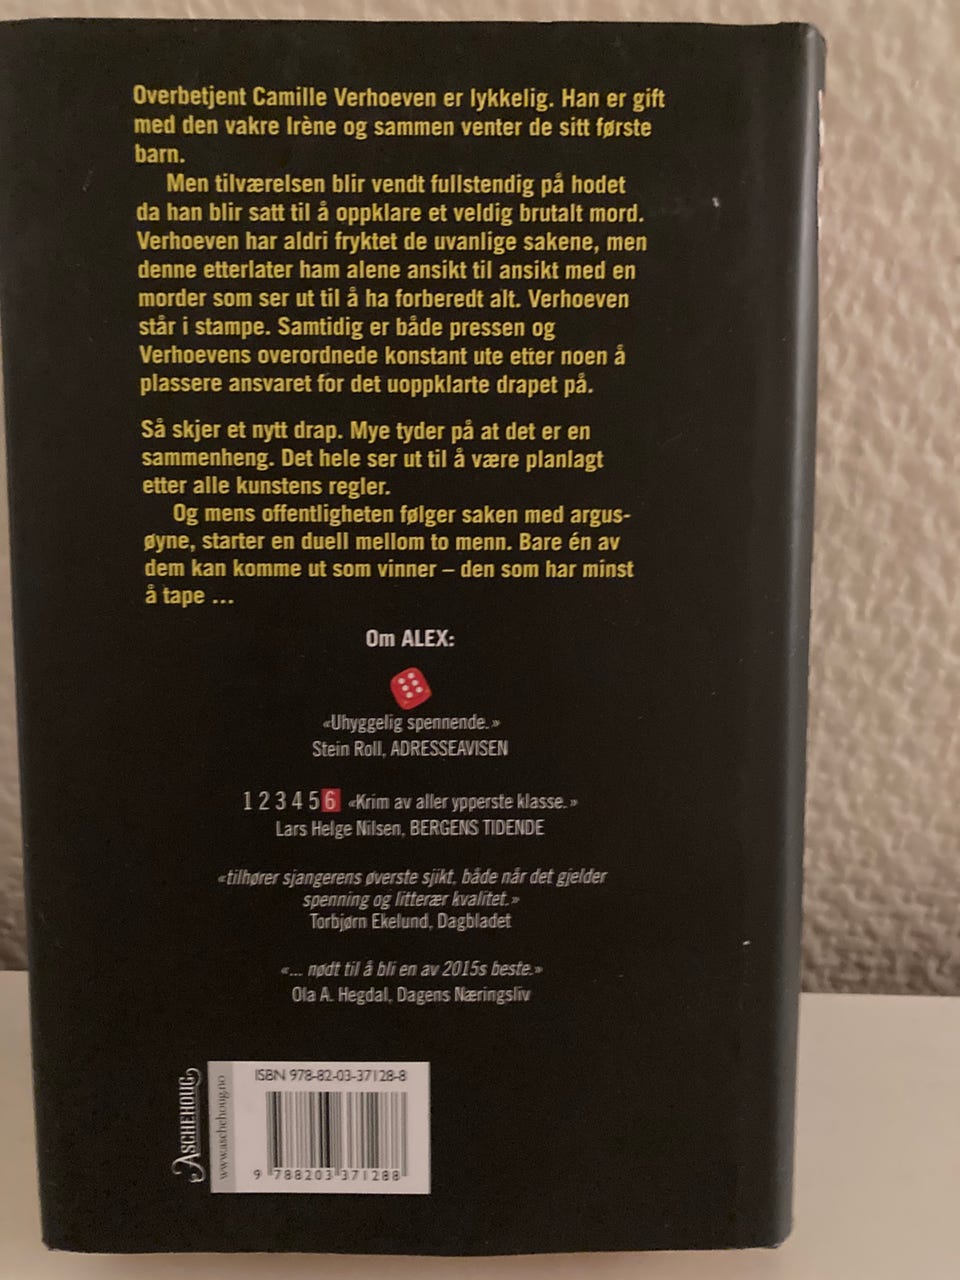 Overbetjent Camille Verhoeven er lykkelig. Han er gift
med den vakre Irène og sammen venter de sitt første
barn.
Men tilværelsen blir vendt fullstendig på hodet
da han blir satt til å oppklare et veldig brutalt mord.
Verhoeven har aldri fryktet de uvanlige sakene, men
denne etterlater ham alene ansikt til ansikt med en
morder som ser ut til å ha forberedt alt. Verhoeven
står i stampe. Samtidig er både pressen og
Verhoevens overordnede konstant ute etter noen å
plassere ansvaret for det uoppklarte drapet på.
Så skjer et nytt drap. Mye tyder på at det er en
sammenheng. Det hele ser ut til å være planlagt
etter alle kunstens regler.
Og mens offentligheten følger saken med argus-
øyne, starter en duell mellom to menn. Bare én av
dem kan komme ut som vinner – den som har minst
å tape ...
Om ALEX:
«Uhyggelig spennende.»
Stein Roll, ADRESSEAVISEN
1 2 3 4 5 6 «Krim av aller ypperste klasse.»
Lars Helge Nilsen, BERGENS TIDENDE
«tilhører sjangerens øverste sjikt, både når det gjelder
spenning og litterær kvalitet.»
Torbjørn Ekelund, Dagbladet
«... nødt til å bli en av 2015s beste.»
Ola A. Hegdal, Dagens Næringsliv
ASCHEHOUG
www.aschehoug.no
ISBN 978-82-03-37128-8
9 788203 371288